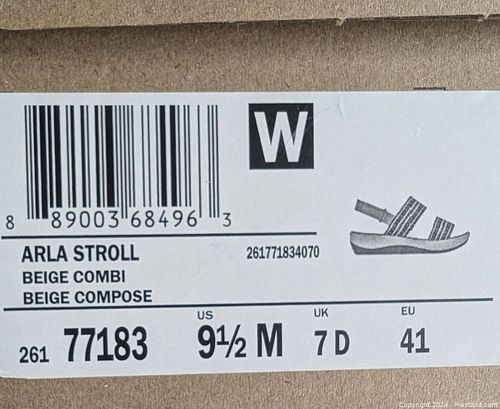 W
8 89003 68496 3
ARLA STROLL 261771834070
BEIGE COMBI
BEIGE COMPOSE
US UK EU
261 77183 9½ M 7 D 41
Copyright 2024 - MaxSold.com